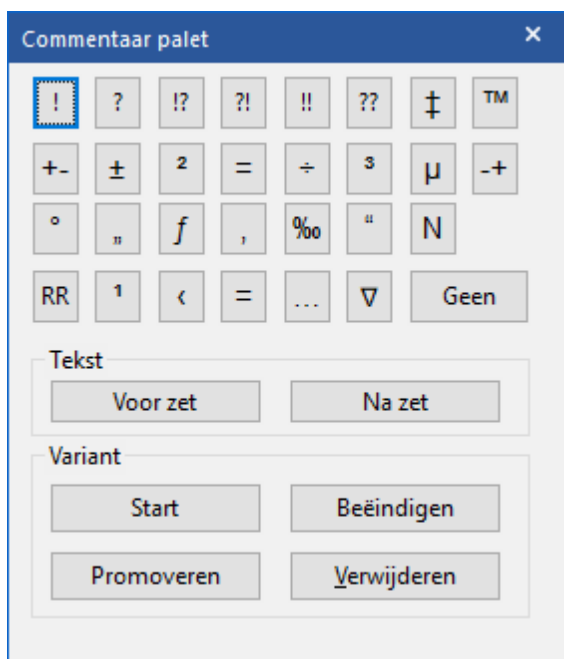 Commentaar palet ×
! ? !? ?! !! ?? ‡ ™
+- ± ² = ÷ ³ µ -+
° „ ƒ ‚ ‰ “ N
RR ¹ ‹ = … ∇ Geen
Tekst
Voor zet Na zet
Variant
Start Beëindigen
Promoveren Verwijderen